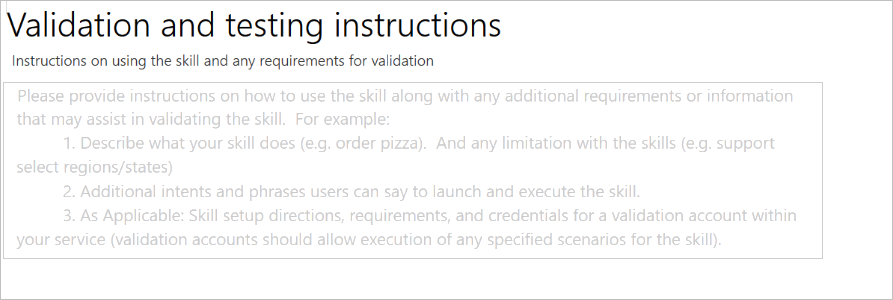 Validation and testing instructions
Instructions on using the skill and any requirements for validation
Please provide instructions on how to use the skill along with any additional requirements or information
that may assist in validating the skill.  For example:
1. Describe what your skill does (e.g. order pizza).  And any limitation with the skills (e.g. support
select regions/states)
2. Additional intents and phrases users can say to launch and execute the skill.
3. As Applicable: Skill setup directions, requirements, and credentials for a validation account within
your service (validation accounts should allow execution of any specified scenarios for the skill).